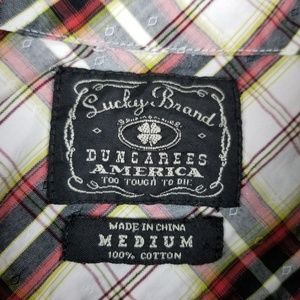 Lucky Brand
DUNGAREES
AMERICA
TOO TOUGH TO DIE
MADE IN CHINA
MEDIUM
100% COTTON